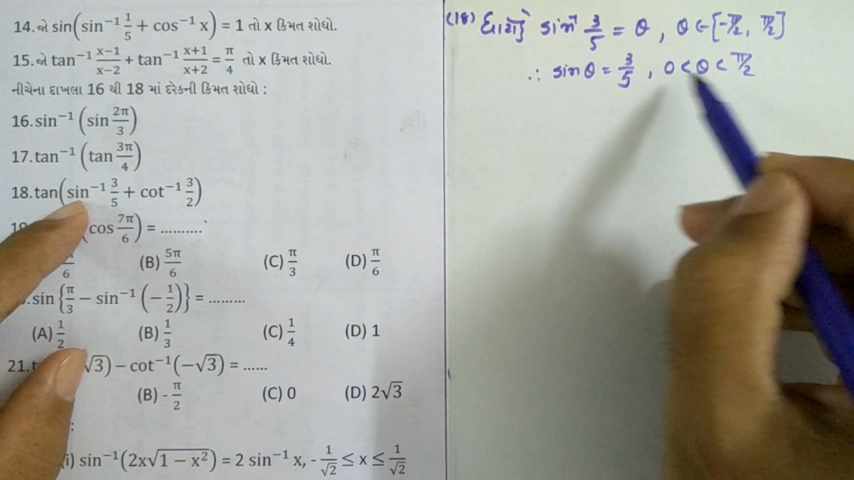 14. જો sin(sin⁻¹ 1/5 + cos⁻¹ x) = 1 તો x કિંમત શોધો.
15. જો tan⁻¹ (x−1)/(x−2) + tan⁻¹ (x+1)/(x+2) = π/4 તો x કિંમત શોધો.
નીચેના દાખલા 16 થી 18 માં દરેકની કિંમત શોધો :
16. sin⁻¹ (sin 2π/3)
17. tan⁻¹ (tan 3π/4)
18. tan(sin⁻¹ 3/5 + cot⁻¹ 3/2)
cos 7π/6) = ..........
6 (B) 5π/6 (C) π/3 (D) π/6
.sin {π/3 − sin⁻¹ (−1/2)} = .........
(A) 1/2 (B) 1/3 (C) 1/4 (D) 1
21. √3) − cot⁻¹(−√3) = ......
(B) -π/2 (C) 0 (D) 2√3
:
i) sin⁻¹(2x√(1 − x²) = 2 sin⁻¹ x, -1/√2 ≤ x ≤ 1/√2
(18) ધારોકે sin⁻¹ 3/5 = θ , θ ∈ [-π/2, π/2]
∴ sin θ = 3/5 , 0 < θ < π/2